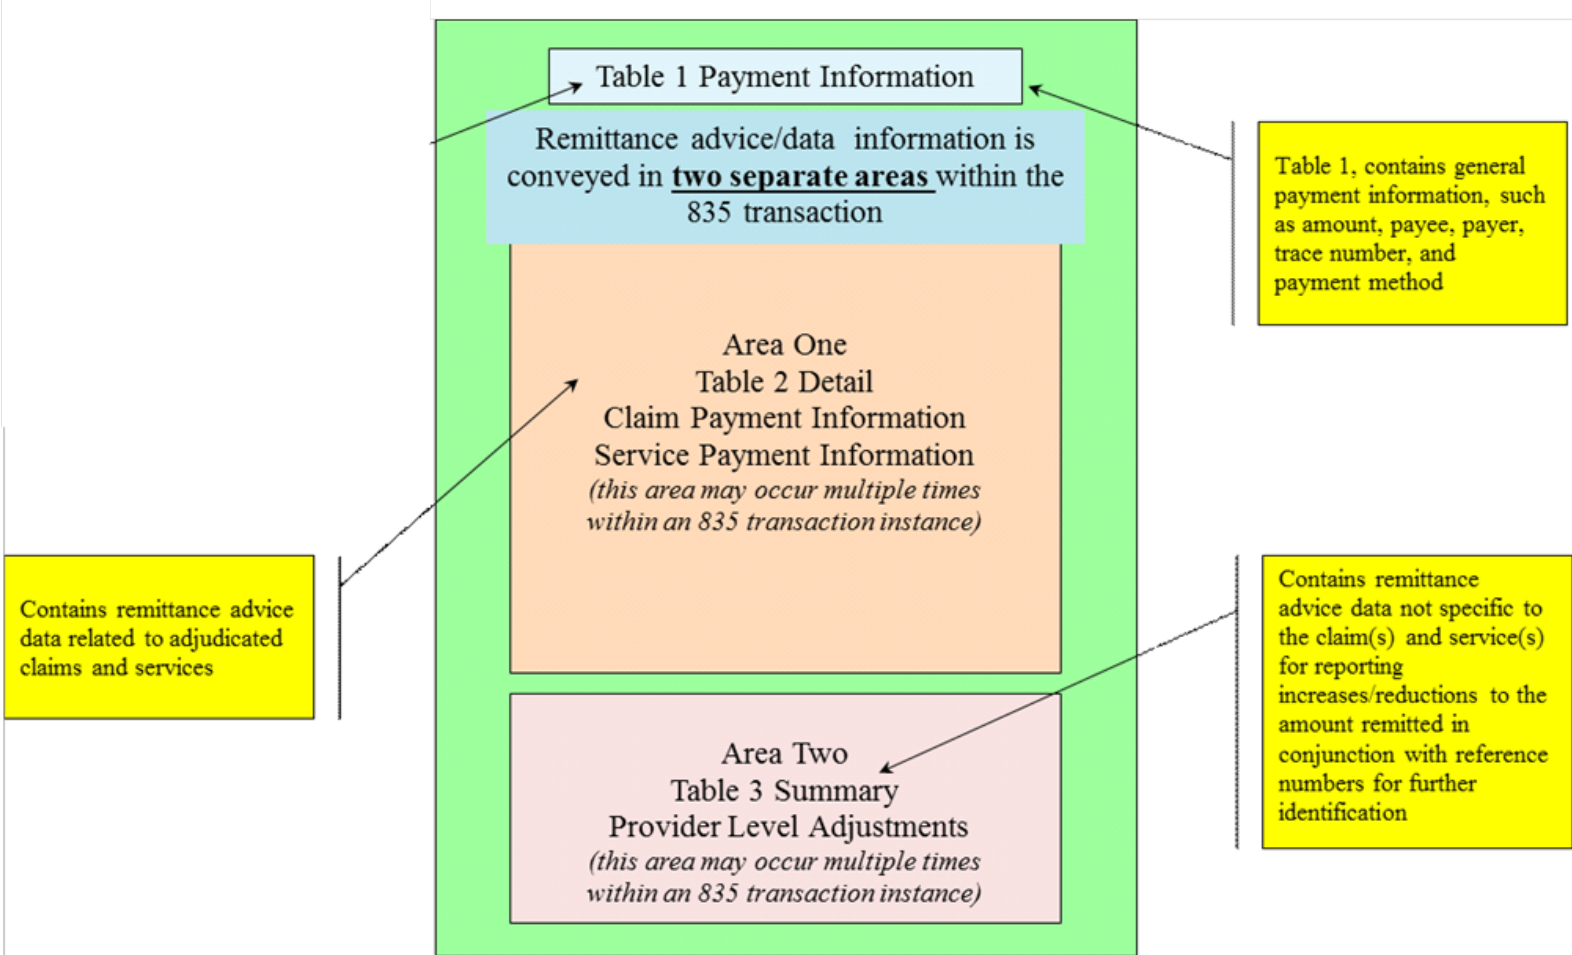 Table 1 Payment Information
Remittance advice/data information is
conveyed in two separate areas within the
835 transaction
Table 1, contains general
payment information, such
as amount, payee, payer,
trace number, and
payment method
Area One
Table 2 Detail
Claim Payment Information
Service Payment Information
(this area may occur multiple times
within an 835 transaction instance)
Contains remittance advice
data related to adjudicated
claims and services
Contains remittance
advice data not specific to
the claim(s) and service(s)
for reporting
increases/reductions to the
amount remitted in
conjunction with reference
numbers for further
identification
Area Two
Table 3 Summary
Provider Level Adjustments
(this area may occur multiple times
within an 835 transaction instance)